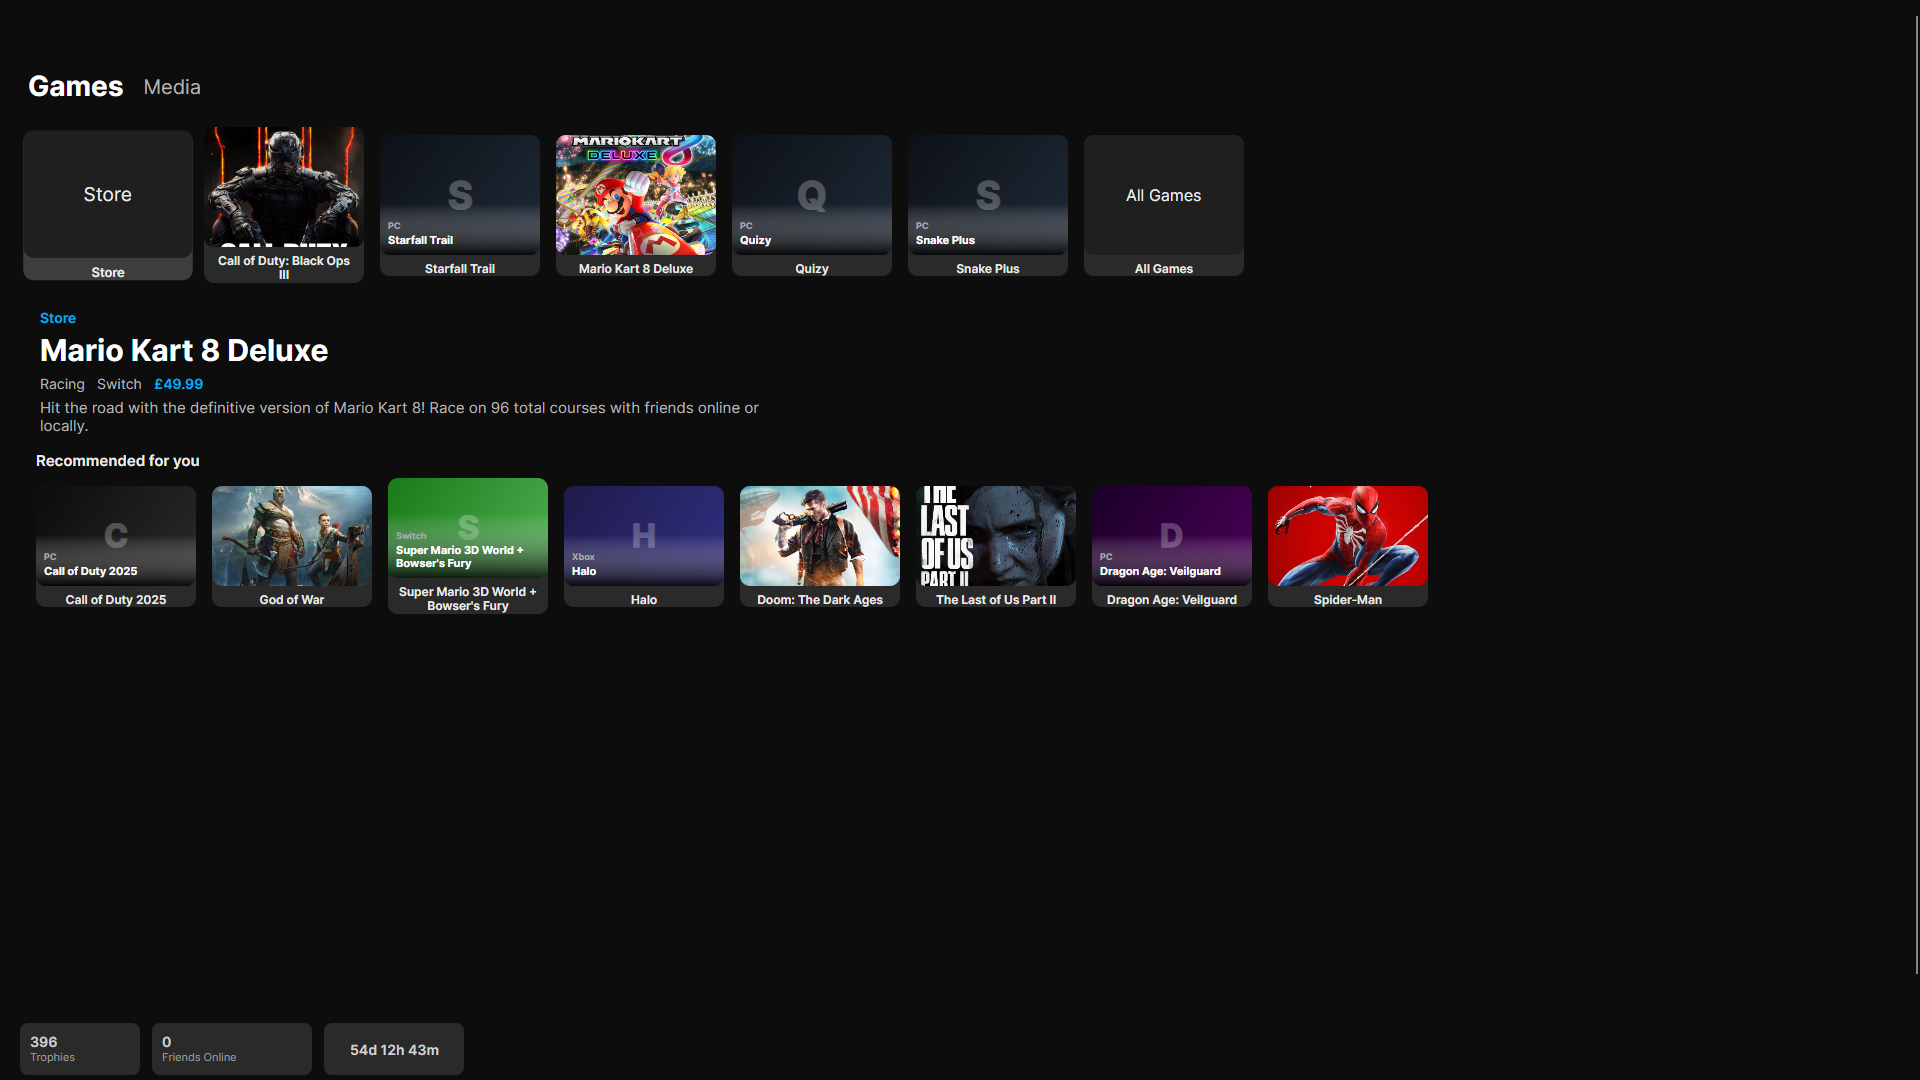 Games Media
Store
CALL OF DUTY
S
PC
Starfall Trail
MARIOKART 8
DELUXE
Q
PC
Quizy
S
PC
Snake Plus
All Games
Store
Call of Duty: Black Ops
III
Starfall Trail
Mario Kart 8 Deluxe
Quizy
Snake Plus
All Games
Store
Mario Kart 8 Deluxe
Racing Switch £49.99
Hit the road with the definitive version of Mario Kart 8! Race on 96 total courses with friends online or
locally.
Recommended for you
C
PC
Call of Duty 2025
S
Switch
Super Mario 3D World +
Bowser's Fury
H
Xbox
Halo
THE
LAST
OF US
PART II
D
PC
Dragon Age: Veilguard
Call of Duty 2025
God of War
Super Mario 3D World +
Bowser's Fury
Halo
Doom: The Dark Ages
The Last of Us Part II
Dragon Age: Veilguard
Spider-Man
396
Trophies
0
Friends Online
54d 12h 43m